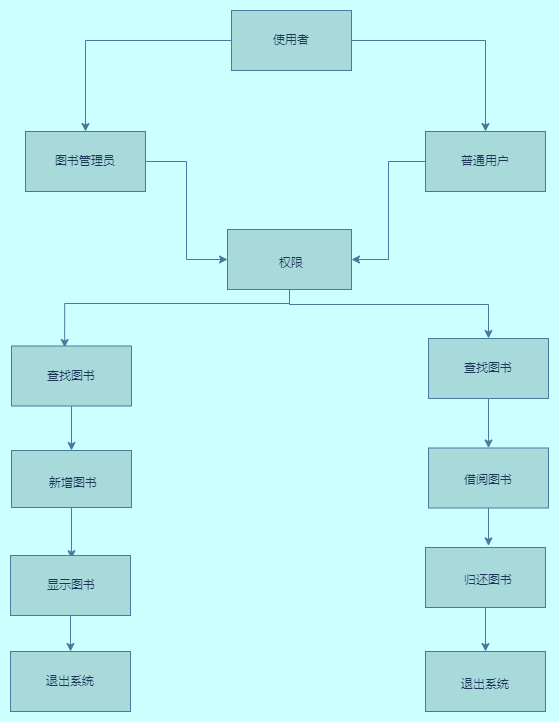 使用者
图书管理员
普通用户
权限
查找图书
查找图书
新增图书
借阅图书
显示图书
归还图书
退出系统
退出系统